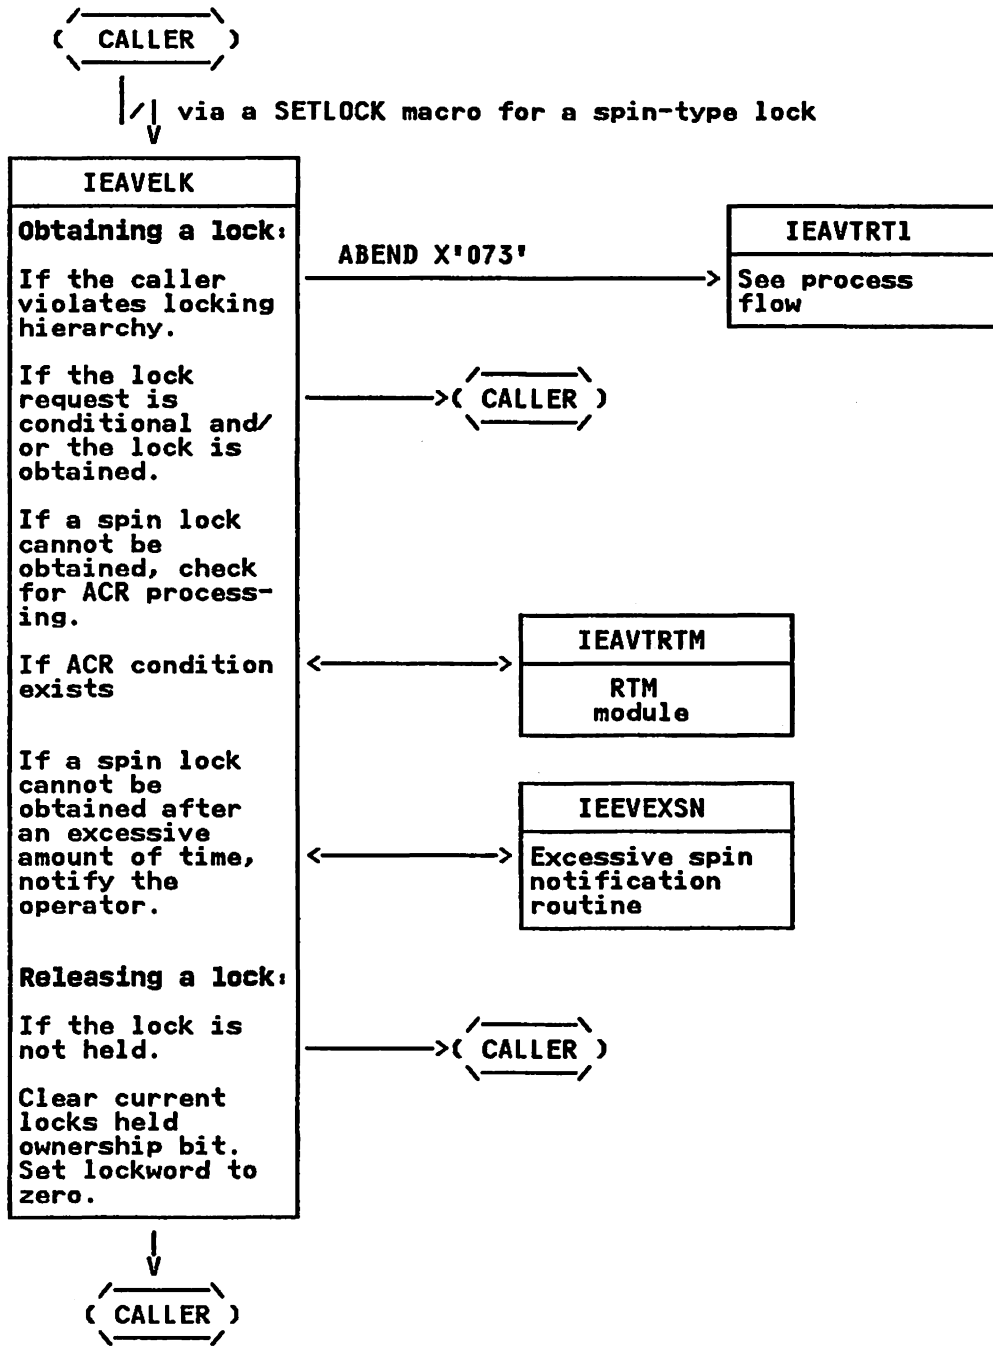 CALLER
via a SETLOCK macro for a spin-type lock
IEAVELK
Obtaining a lock:
If the caller
violates locking
hierarchy.
ABEND X'073'
IEAVTRT1
See process
flow
If the lock
request is
conditional and/
or the lock is
obtained.
CALLER
If a spin lock
cannot be
obtained, check
for ACR process-
ing.
If ACR condition
exists
IEAVTRTM
RTM
module
If a spin lock
cannot be
obtained after
an excessive
amount of time,
notify the
operator.
IEEVEXSN
Excessive spin
notification
routine
Releasing a lock:
If the lock is
not held.
CALLER
Clear current
locks held
ownership bit.
Set lockword to
zero.
CALLER